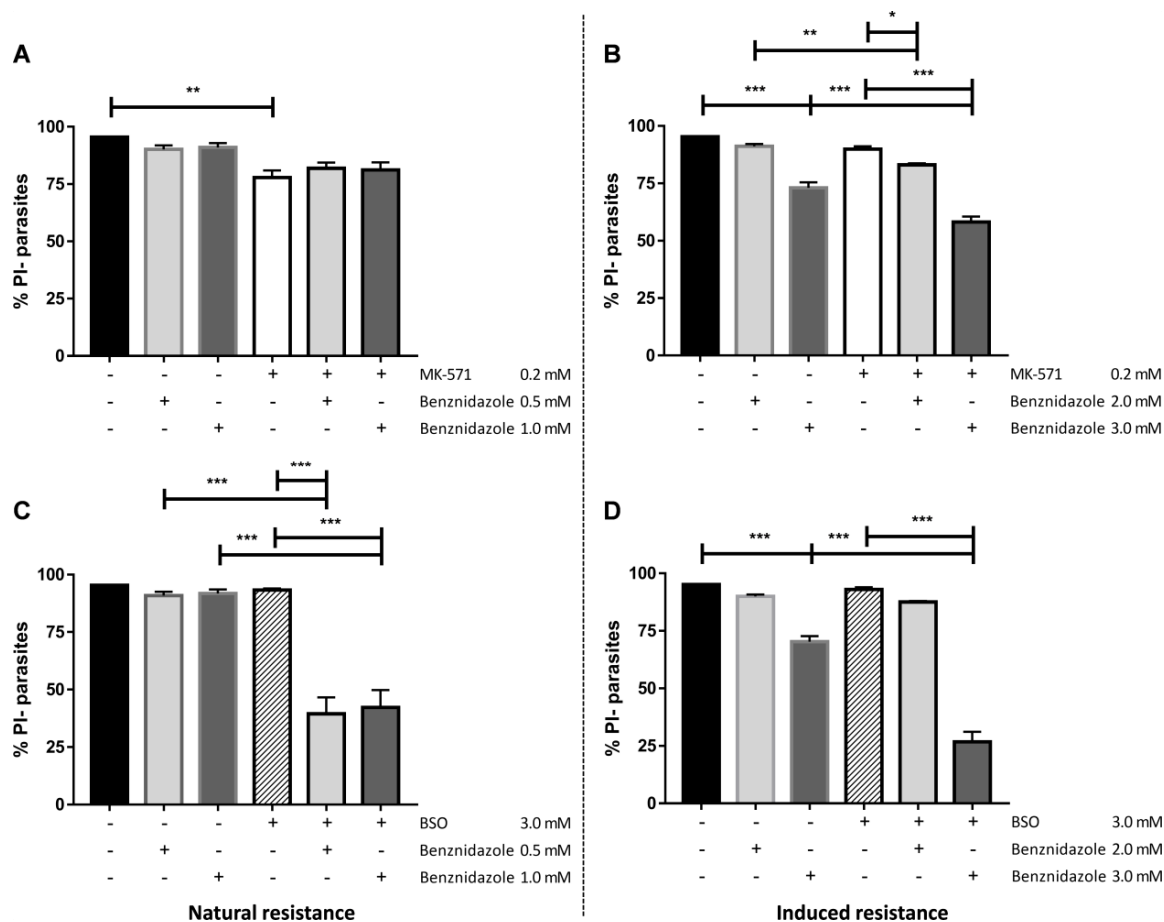 A
**
% PI- parasites
100
75
50
25
0
- - - + + + MK-571 0.2 mM
- + - - + - Benznidazole 0.5 mM
- - + - - + Benznidazole 1.0 mM
B
*
**
***
*** ***
% PI- parasites
100
75
50
25
0
- - - + + + MK-571 0.2 mM
- + - - + - Benznidazole 2.0 mM
- - + - - + Benznidazole 3.0 mM
C
***
***
***
***
% PI- parasites
100
75
50
25
0
- - - + + + BSO 3.0 mM
- + - - + - Benznidazole 0.5 mM
- - + - - + Benznidazole 1.0 mM
Natural resistance
D
***
*** ***
% PI- parasites
100
75
50
25
0
- - - + + + BSO 3.0 mM
- + - - + - Benznidazole 2.0 mM
- - + - - + Benznidazole 3.0 mM
Induced resistance